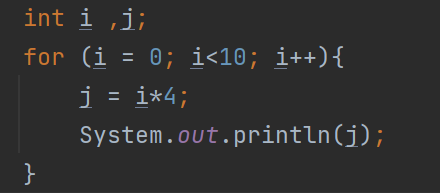 int i ,j;
for (i = 0; i<10; i++){
    j = i*4;
    System.out.println(j);
}